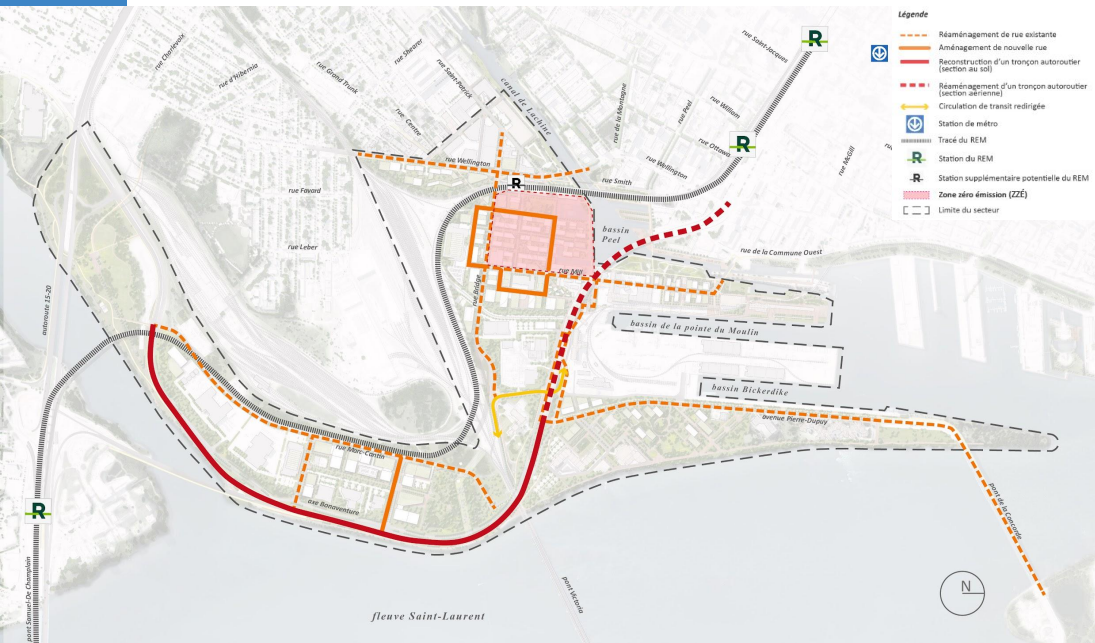 Légende
Réaménagement de rue existante
Aménagement de nouvelle rue
Reconstruction d'un tronçon autoroutier
(section au sol)
Réaménagement d'un tronçon autoroutier
(section aérienne)
Circulation de transit redirigée
Station de métro
Tracé du REM
R
Station du REM
R
Station supplémentaire potentielle du REM
Zone zéro émission (ZZÉ)
Limite du secteur
rue Charlevoix
rue d'hibernia
rue Grand Trunk
rue Shearer
rue Saint-Patrick
rue Centre
canal de Lachine
rue de la Montagne
rue Saint-Jacques
R
rue Peel
rue William
rue Ottawa
R
rue Wellington
rue McGill
rue Wellington
rue Smith
R
rue Favard
rue Leber
bassin
Peel
rue de la Commune Ouest
rue Mill
rue Bridge
autoroute 15-20
bassin de la pointe du Moulin
bassin Bickerdike
avenue Pierre-Dupuy
rue Marc-Cantin
axe Bonaventure
R
pont Samuel-De Champlain
pont de la Concorde
pont Victoria
fleuve Saint-Laurent
N